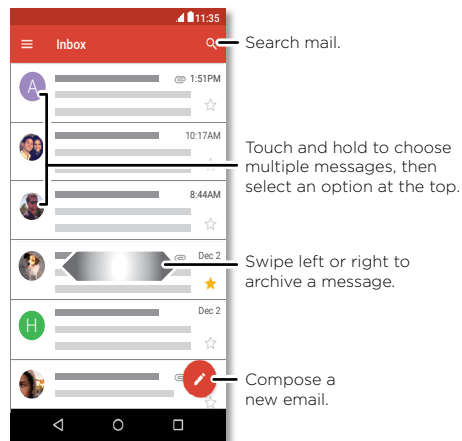 11:35
Inbox
Search mail.
A
1:51PM
10:17AM
Touch and hold to choose
multiple messages, then
select an option at the top.
8:44AM
Dec 2
Swipe left or right to
archive a message.
H
Dec 2
Compose a
new email.